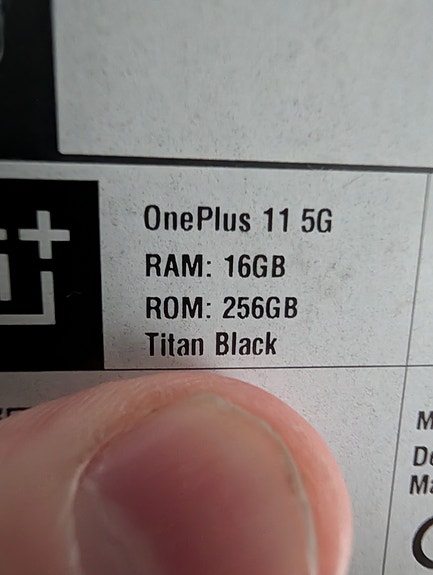 OnePlus 11 5G
RAM: 16GB
ROM: 256GB
Titan Black